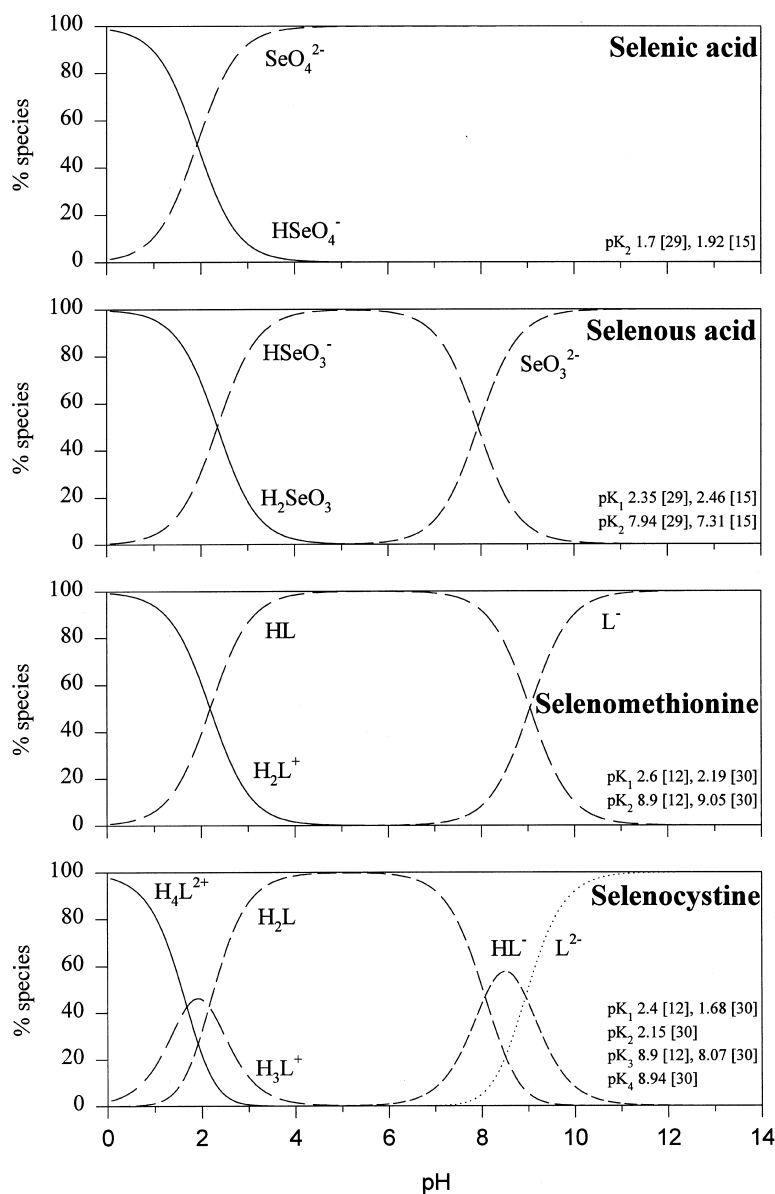 100
80
60
40
20
0
% species
Selenic acid
SeO₄²⁻
HSeO₄⁻
pK₂ 1.7 [29], 1.92 [15]
100
80
60
40
20
0
% species
Selenous acid
HSeO₃⁻
SeO₃²⁻
H₂SeO₃
pK₁ 2.35 [29], 2.46 [15]
pK₂ 7.94 [29], 7.31 [15]
100
80
60
40
20
0
% species
HL
L⁻
Selenomethionine
H₂L⁺
pK₁ 2.6 [12], 2.19 [30]
pK₂ 8.9 [12], 9.05 [30]
100
80
60
40
20
0
% species
Selenocystine
H₄L²⁺
H₂L
HL⁻
L²⁻
H₃L⁺
pK₁ 2.4 [12], 1.68 [30]
pK₂ 2.15 [30]
pK₃ 8.9 [12], 8.07 [30]
pK₄ 8.94 [30]
0 2 4 6 8 10 12 14
pH